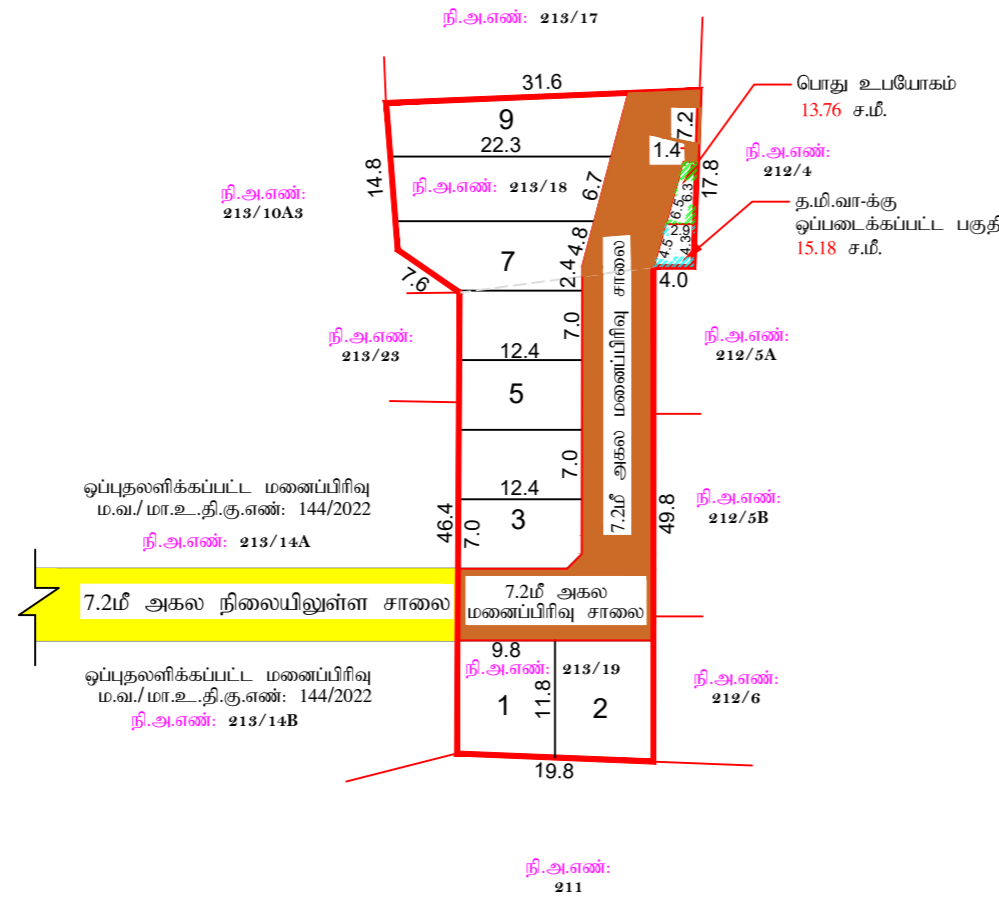 நி.அ.எண்: 213/17
31.6
பொது உபயோகம்
13.76 ச.மீ.
9
7.2
22.3
1.4
நி.அ.எண்:
212/4
14.8
நி.அ.எண்: 213/18
6.7
17.8
நி.அ.எண்:
213/10A3
6.5
6.3
த.மி.வா-க்கு
ஒப்படைக்கப்பட்ட பகுதி
15.18 ச.மீ.
2.9
4.5
4.3
4.8
7
2.4
7.6
4.0
7.2மீ அகல மனைப்பிரிவு சாலை
7.0
நி.அ.எண்:
213/23
நி.அ.எண்:
212/5A
12.4
5
7.0
12.4
ஒப்புதலளிக்கப்பட்ட மனைப்பிரிவு
ம.வ./மா.உ.தி.கு.எண்: 144/2022
நி.அ.எண்: 213/14A
46.4
7.0
3
49.8
நி.அ.எண்:
212/5B
7.2மீ அகல நிலையிலுள்ள சாலை
7.2மீ அகல
மனைப்பிரிவு சாலை
9.8
நி.அ.எண்: 213/19
ஒப்புதலளிக்கப்பட்ட மனைப்பிரிவு
ம.வ./மா.உ.தி.கு.எண்: 144/2022
நி.அ.எண்: 213/14B
1
11.8
2
நி.அ.எண்:
212/6
19.8
நி.அ.எண்:
211